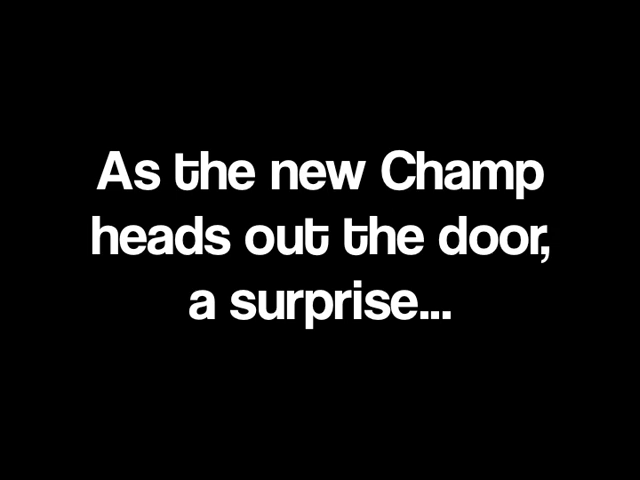 As the new Champ
heads out the door,
a surprise...